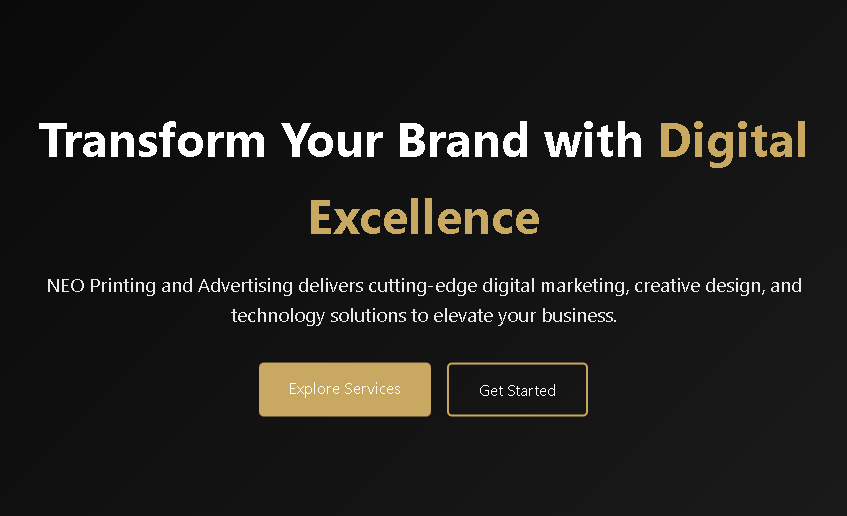 Transform Your Brand with Digital
Excellence
NEO Printing and Advertising delivers cutting-edge digital marketing, creative design, and
technology solutions to elevate your business.
Explore Services
Get Started